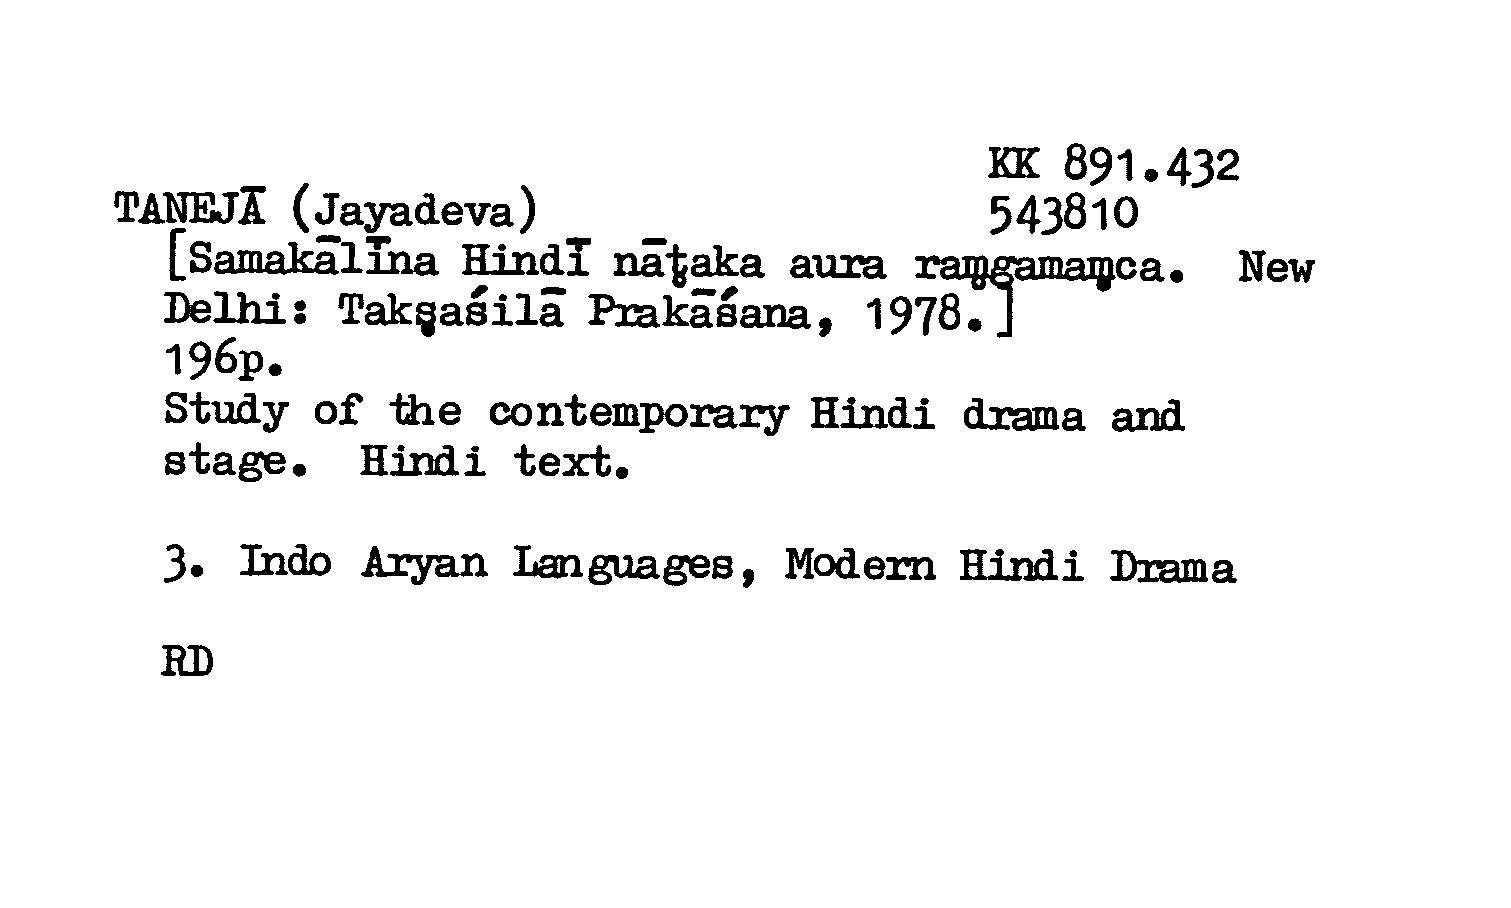 KK 891.432
TANEJĀ (Jayadeva) 543810
[Samakālīna Hindī nāṭaka aura raṃgamaṃca. New
Delhi: Takṣaśilā Prakāśana, 1978.]
196p.
Study of the contemporary Hindi drama and
stage. Hindi text.
3. Indo Aryan Languages, Modern Hindi Drama
RD